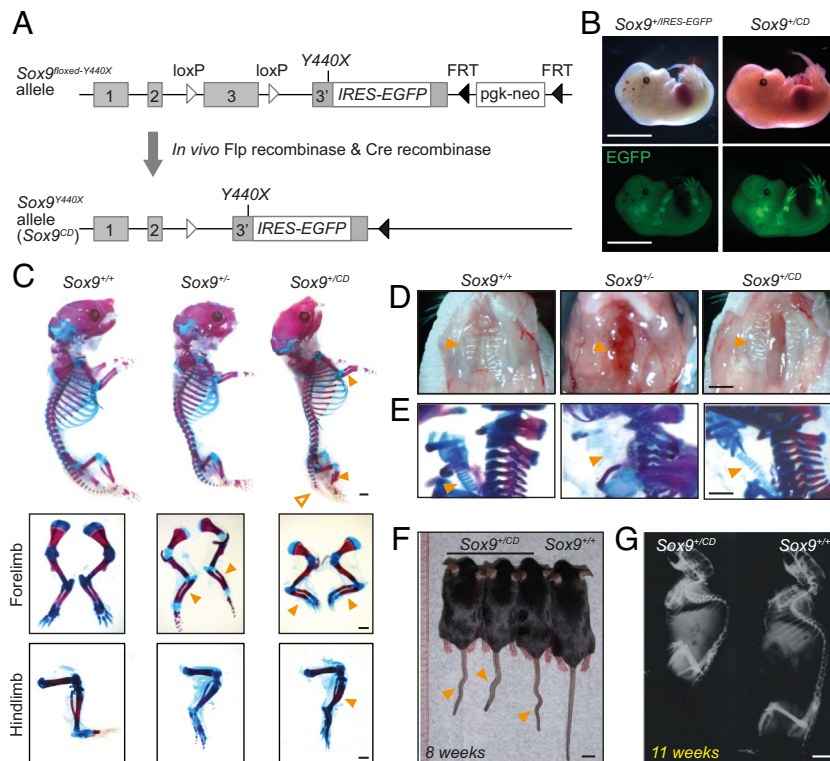 A
Sox9floxed-Y440X
allele
loxP
loxP
Y440X
FRT
FRT
1
2
3
3'
IRES-EGFP
pgk-neo
In vivo Flp recombinase & Cre recombinase
Sox9Y440X
allele
(Sox9CD)
Y440X
1
2
3'
IRES-EGFP
B
Sox9+/IRES-EGFP
Sox9+/CD
EGFP
C
Sox9+/+
Sox9+/-
Sox9+/CD
Forelimb
Hindlimb
D
Sox9+/+
Sox9+/-
Sox9+/CD
E
F
Sox9+/CD
Sox9+/+
8 weeks
G
Sox9+/CD
Sox9+/+
11 weeks